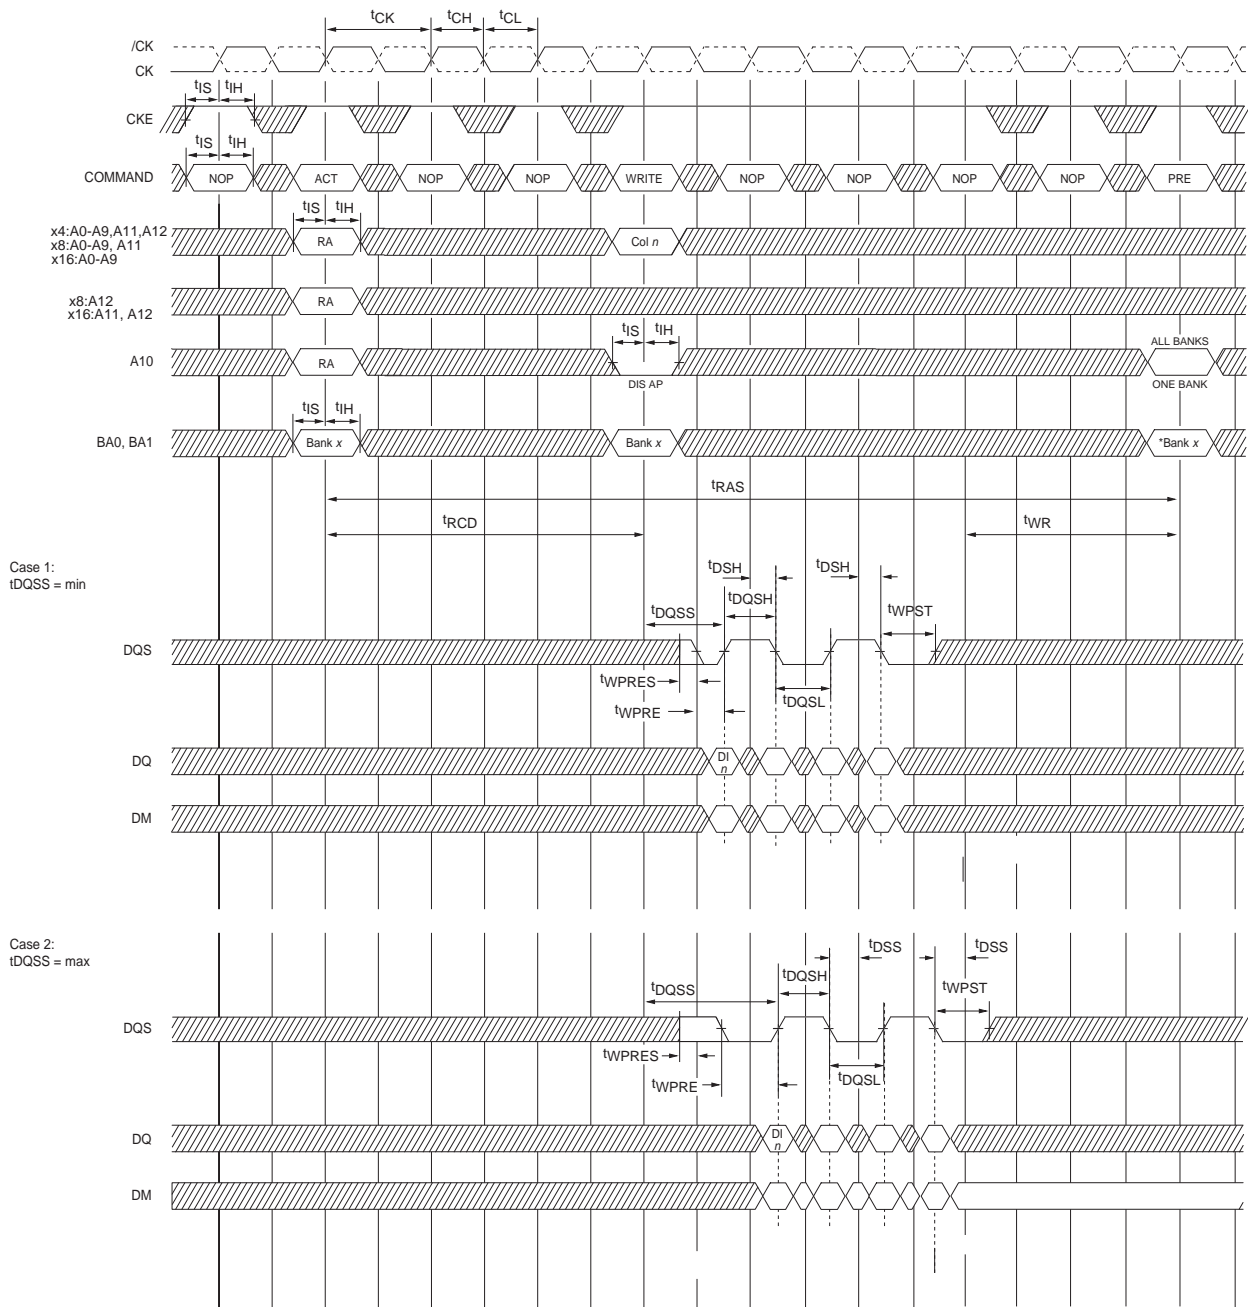 tCK tCH tCL
/CK
CK
tIS tIH
CKE
tIS tIH
COMMAND NOP ACT NOP NOP WRITE NOP NOP NOP NOP PRE
tIS tIH
x4:A0-A9,A11,A12
x8:A0-A9, A11
x16:A0-A9
RA Col n
x8:A12
x16:A11, A12
RA
tIS tIH
ALL BANKS
A10 RA
DIS AP ONE BANK
tIS tIH
BA0, BA1 Bank x Bank x *Bank x
tRAS
tRCD tWR
Case 1:
tDQSS = min
tDSH tDSH
tDQSS tDQSH tWPST
DQS
tWPRES
tDQSL
tWPRE
DQ DI
n
DM
Case 2:
tDQSS = max
tDSS tDSS
tDQSS tDQSH tWPST
DQS
tWPRES
tWPRE tDQSL
DQ DI
n
DM